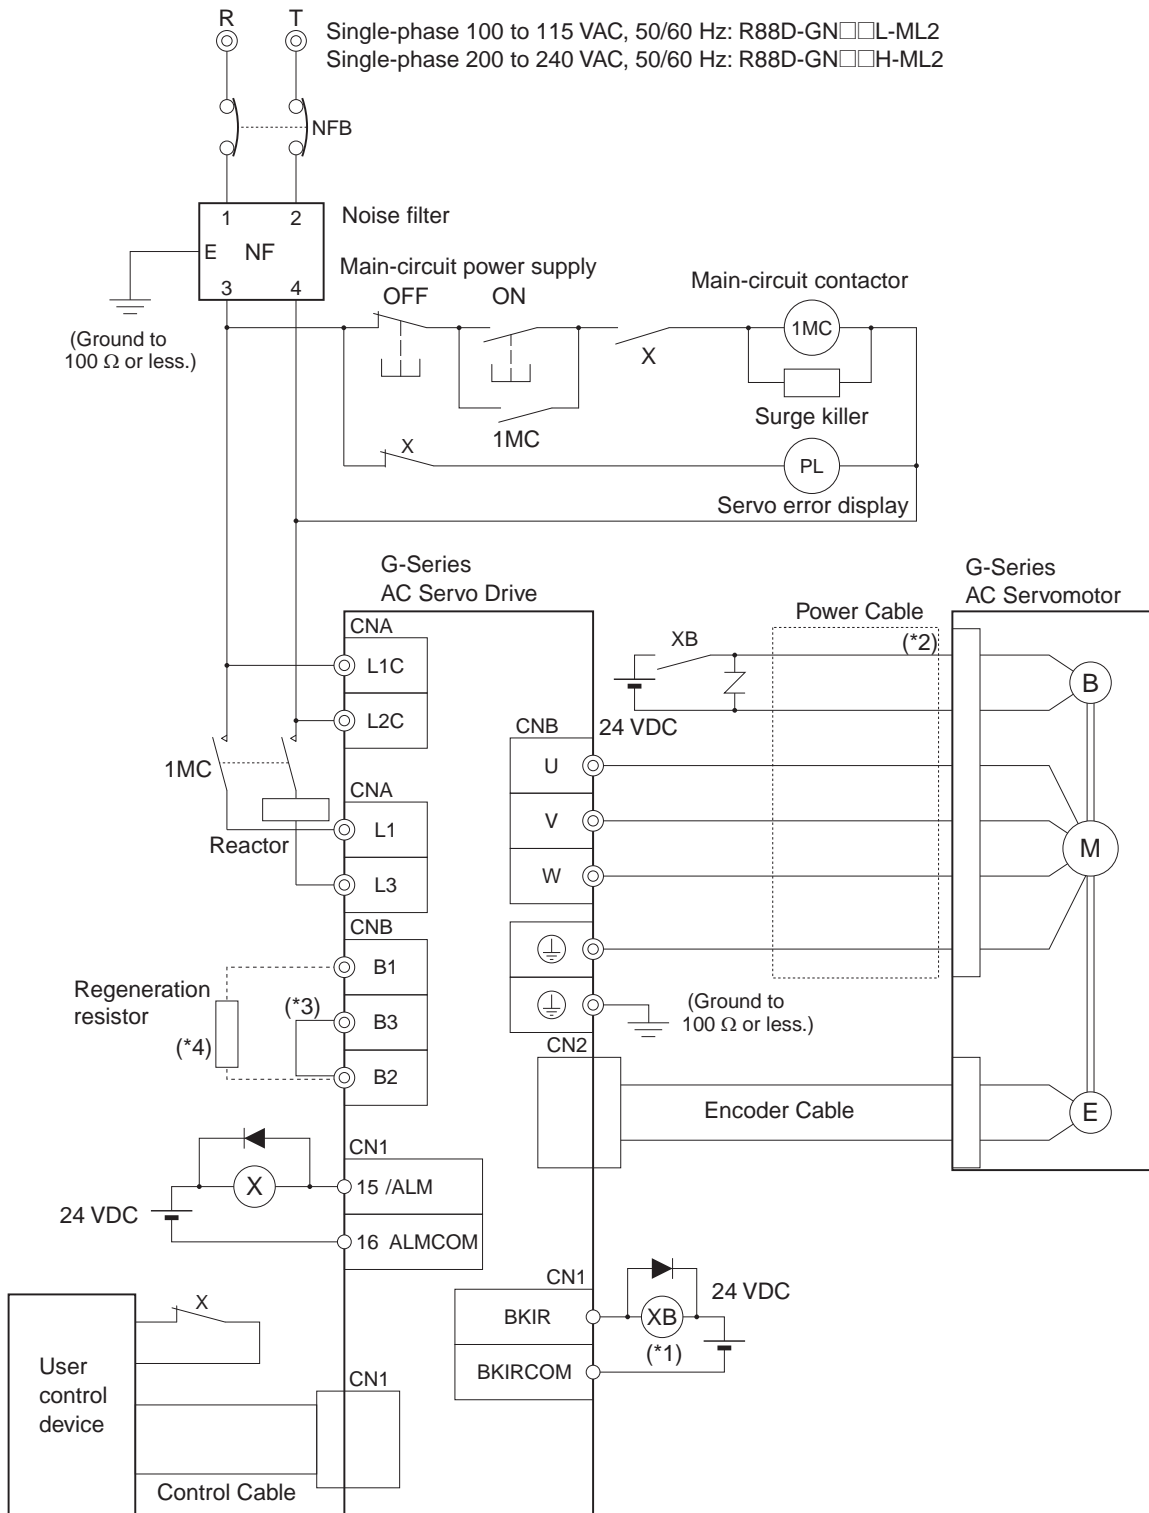 R
T
Single-phase 100 to 115 VAC, 50/60 Hz: R88D-GN□□L-ML2
Single-phase 200 to 240 VAC, 50/60 Hz: R88D-GN□□H-ML2
NFB
1
2
Noise filter
E
NF
3
4
(Ground to
100 Ω or less.)
Main-circuit power supply
OFF
ON
Main-circuit contactor
1MC
X
Surge killer
1MC
X
PL
Servo error display
G-Series
AC Servo Drive
G-Series
AC Servomotor
CNA
L1C
L2C
XB
Power Cable
(*2)
24 VDC
B
CNB
U
V
W
M
1MC
Reactor
CNA
L1
L3
CNB
B1
B3
B2
Regeneration
resistor
(*3)
(*4)
(Ground to
100 Ω or less.)
CN2
Encoder Cable
E
CN1
X
15 /ALM
16 ALMCOM
24 VDC
CN1
BKIR
BKIRCOM
XB
(*1)
24 VDC
X
User
control
device
CN1
Control Cable